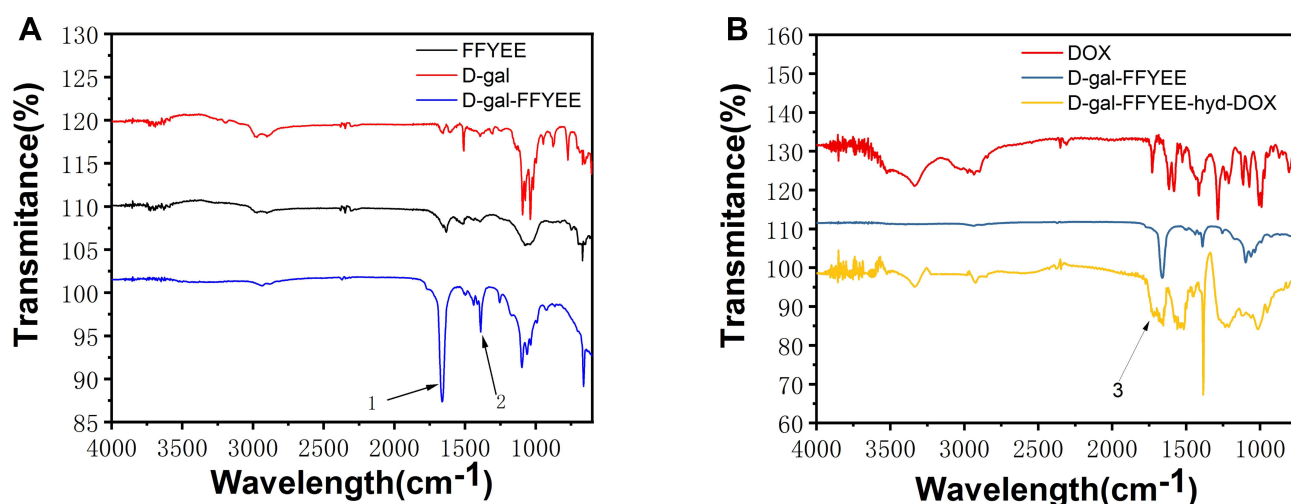 A
130
125
120
115
110
105
100
95
90
85
Transmitance(%)
FFYEE
D-gal
D-gal-FFYEE
1
2
4000 3500 3000 2500 2000 1500 1000
Wavelength(cm-1)
B
160
150
140
130
120
110
100
90
80
70
60
Transmitance(%)
DOX
D-gal-FFYEE
D-gal-FFYEE-hyd-DOX
3
4000 3500 3000 2500 2000 1500 1000
Wavelength(cm-1)